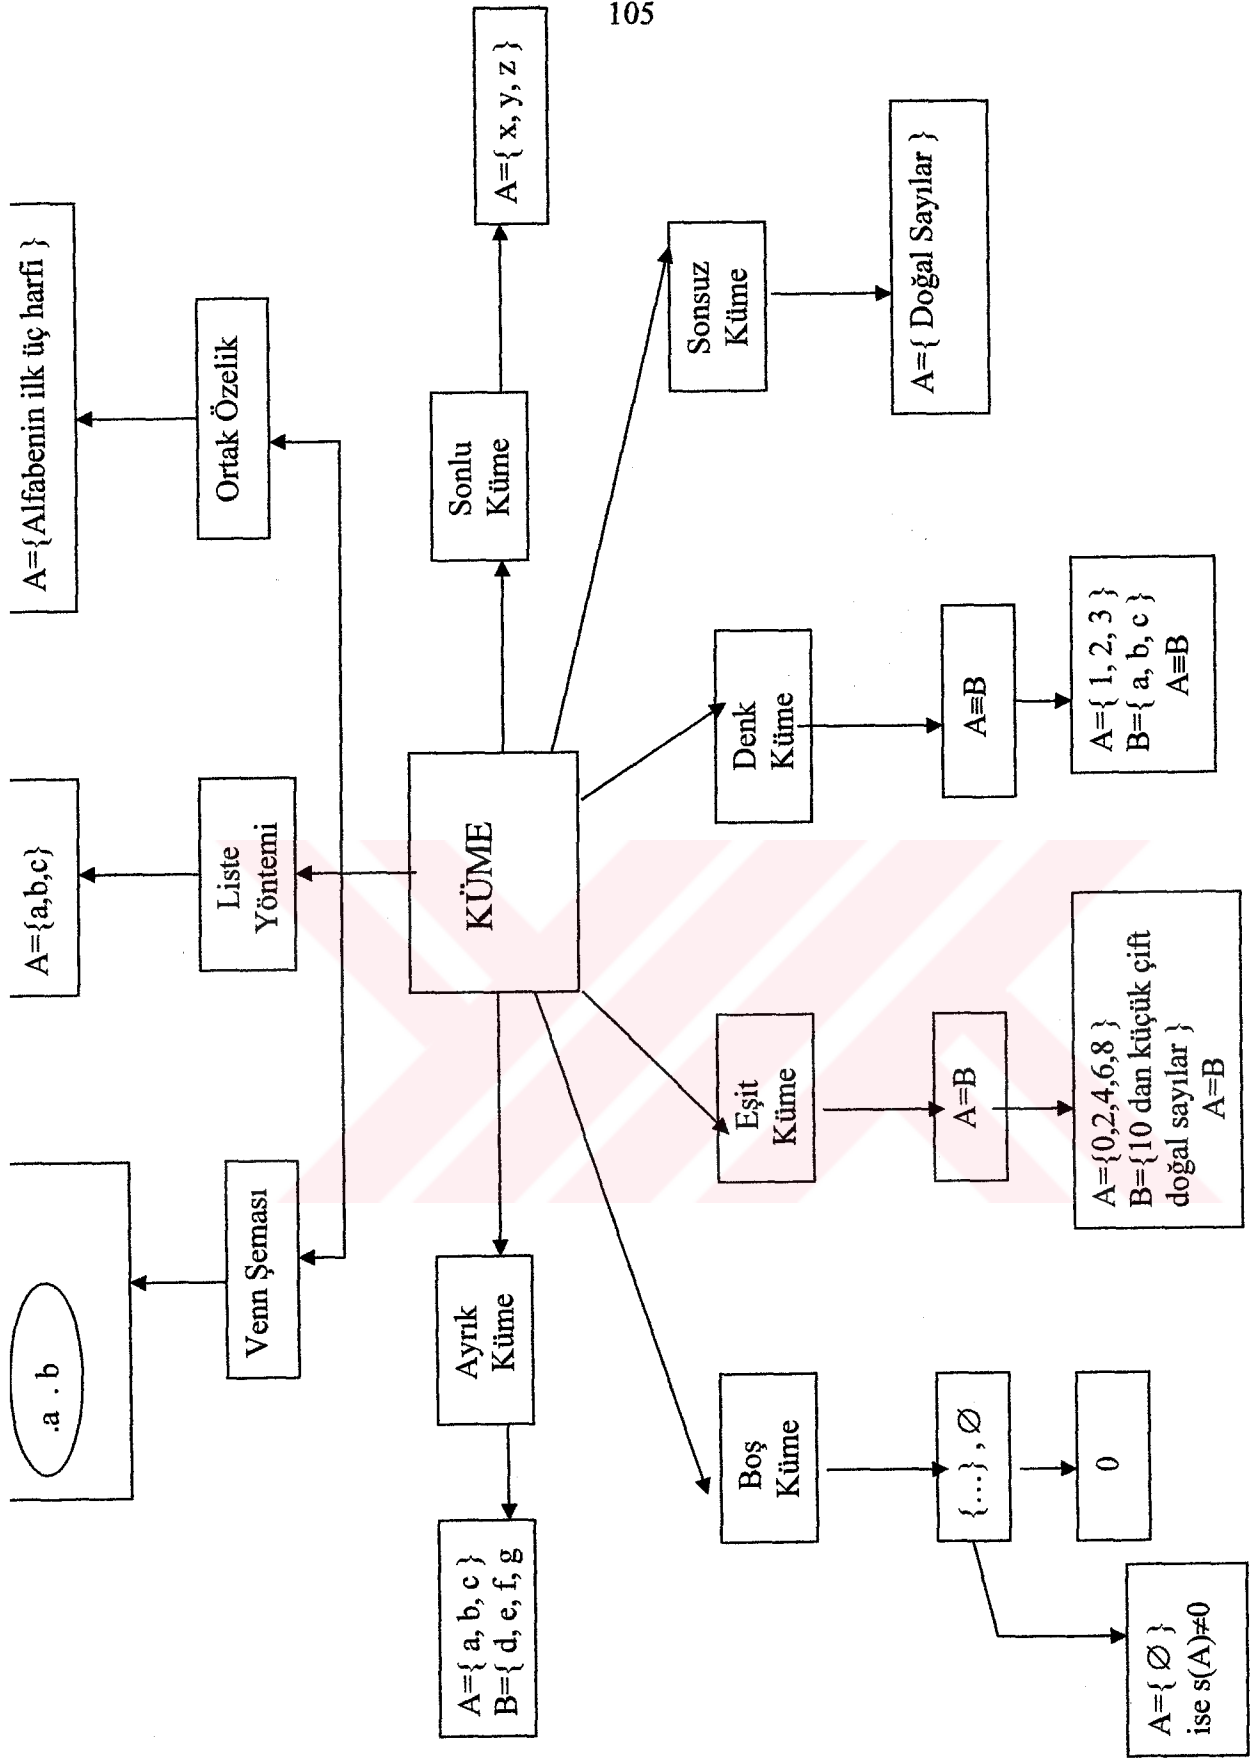 105
.a . b
A={a,b,c}
A={Alfabenin ilk üç harfi }
Venn Şeması
Liste
Yöntemi
Ortak Özelik
A={ a, b, c }
B={ d, e, f, g
Ayrık
Küme
KÜME
Sonlu
Küme
A={ x, y, z }
Boş
Küme
Eşit
Küme
Denk
Küme
Sonsuz
Küme
{…} , ∅
A=B
A≡B
A={ Doğal Sayılar }
A={ ∅ }
ise s(A)≠0
0
A={0,2,4,6,8 }
B={10 dan küçük çift
doğal sayılar }
A=B
A={ 1, 2, 3 }
B={ a, b, c }
A≡B